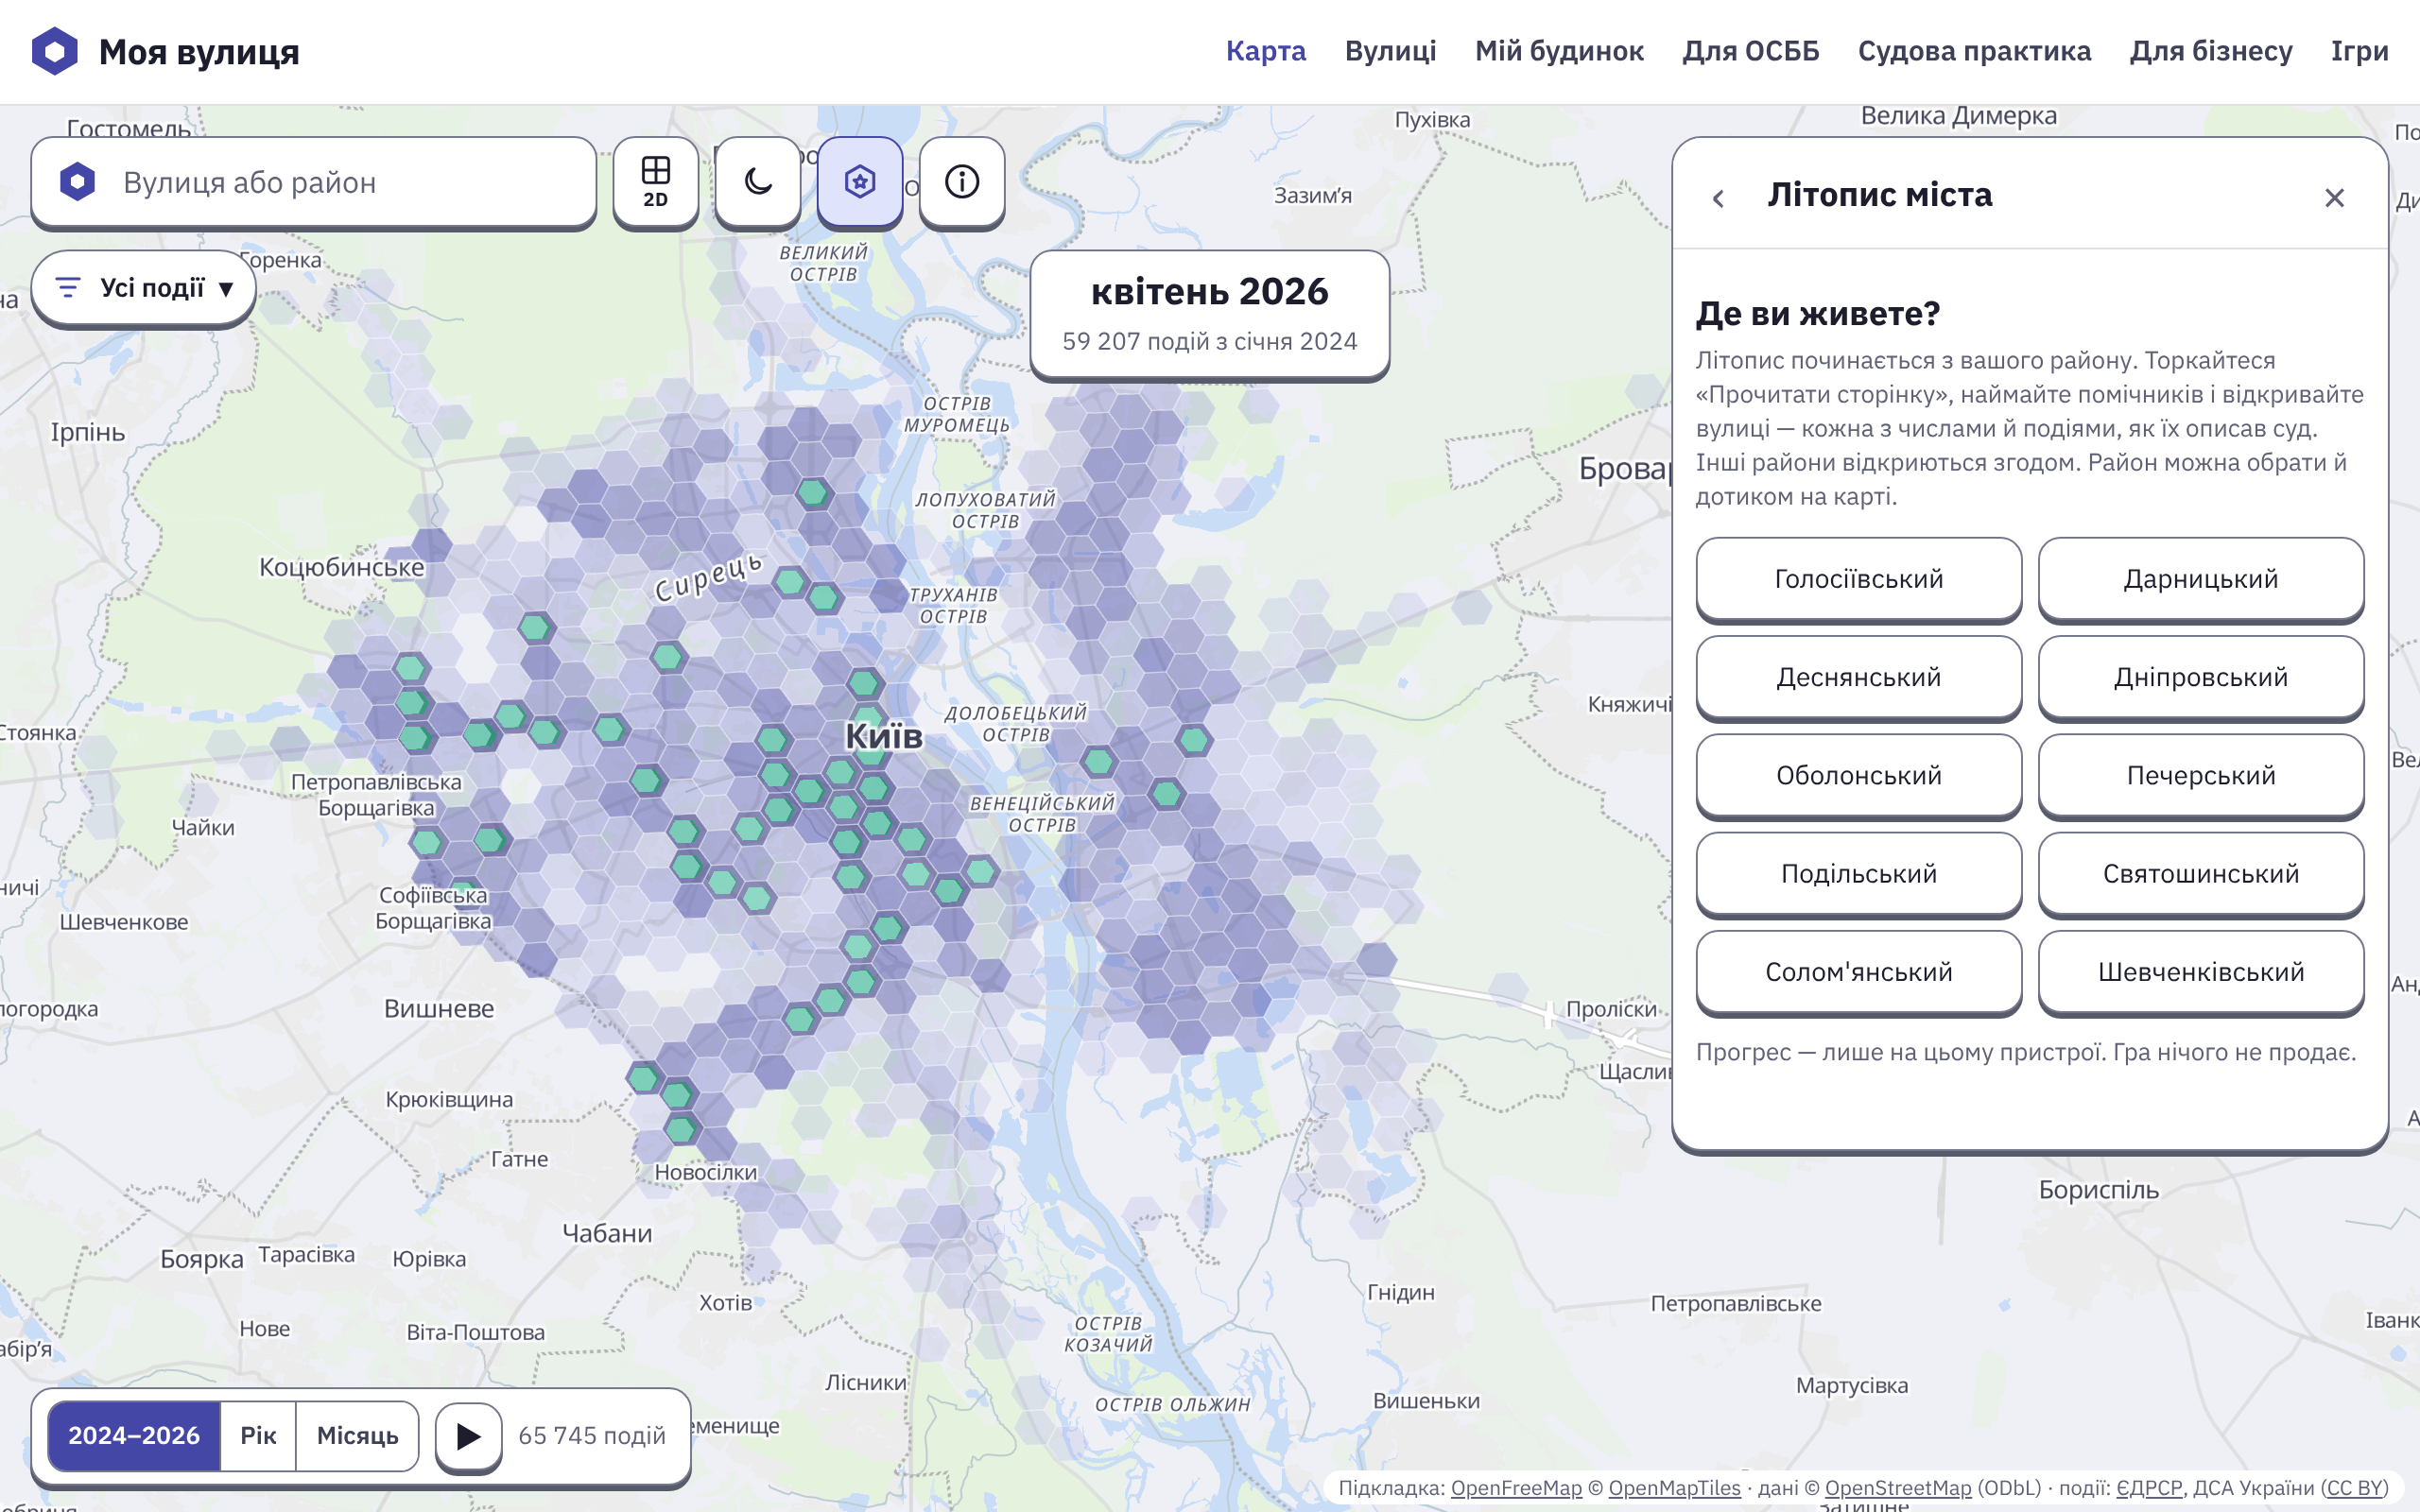 Моя вулиця
Карта Вулиці Мій будинок Для ОСББ Судова практика Для бізнесу Ігри
Гостомель
Пухівка
Велика Димерка
Вулиця або район
2D
Зазим’я
Літопис міста
Усі події ▼
Горенка
ВЕЛИКИЙ
ОСТРІВ
квітень 2026
59 207 подій з січня 2024
Де ви живете?
Літопис починається з вашого району. Торкайтеся
«Прочитати сторінку», наймайте помічників і відкривайте
вулиці — кожна з числами й подіями, як їх описав суд.
Інші райони відкриються згодом. Район можна обрати й
дотиком на карті.
Голосіївський
Дарницький
Деснянський
Дніпровський
Оболонський
Печерський
Подільський
Святошинський
Солом'янський
Шевченківський
Прогрес — лише на цьому пристрої. Гра нічого не продає.
Ірпінь
ОСТРІВ
МУРОМЕЦЬ
ЛОПУХОВАТИЙ
ОСТРІВ
Коцюбинське
Сирець
ТРУХАНІВ
ОСТРІВ
Стоянка
Київ
ДОЛОБЕЦЬКИЙ
ОСТРІВ
Княжичі
Петропавлівська
Борщагівка
Чайки
ВЕНЕЦІЙСЬКИЙ
ОСТРІВ
Софіївська
Борщагівка
Шевченкове
Вишневе
Проліски
Крюківщина
Гатне
Новосілки
Бориспіль
Чабани
Боярка
Тарасівка
Юрівка
Хотів
Гнідин
Петропавлівське
Нове
Віта-Поштова
ОСТРІВ
КОЗАЧИЙ
Лісники
Мартусівка
ОСТРІВ ОЛЬЖИН
Вишеньки
2024–2026 Рік Місяць 65 745 подій
Підкладка: OpenFreeMap © OpenMapTiles · дані © OpenStreetMap (ODbL) · події: ЄДРСР, ДСА України (CC BY)